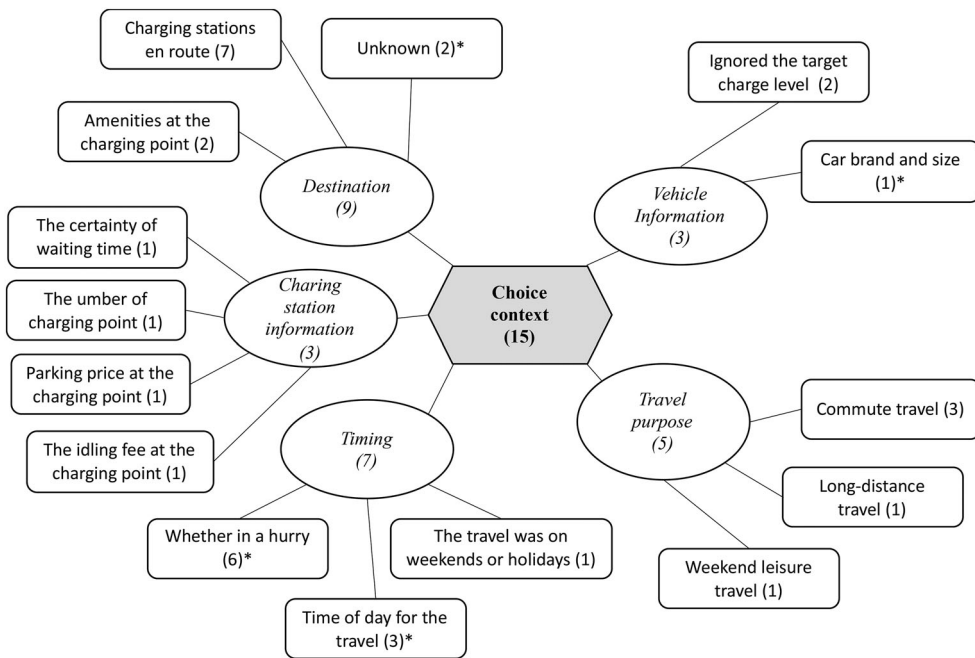 Charging stations
en route (7)
Unknown (2)*
Amenities at the
charging point (2)
Destination
(9)
Ignored the target
charge level (2)
Car brand and size
(1)*
Vehicle
Information
(3)
The certainty of
waiting time (1)
The umber of
charging point (1)
Parking price at the
charging point (1)
The idling fee at the
charging point (1)
Charing
station
information
(3)
Choice
context
(15)
Timing
(7)
Whether in a hurry
(6)*
Time of day for the
travel (3)*
The travel was on
weekends or holidays (1)
Travel
purpose
(5)
Commute travel (3)
Long-distance
travel (1)
Weekend leisure
travel (1)